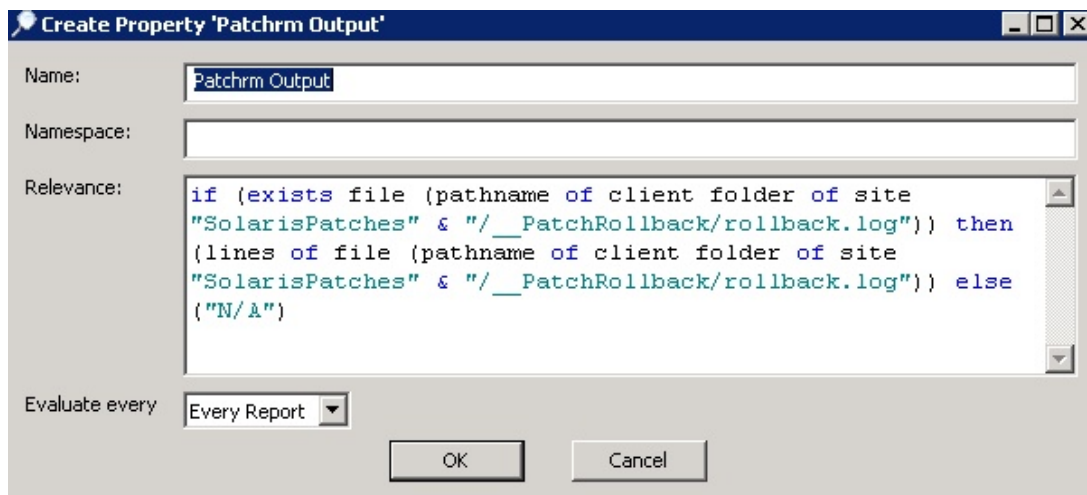 Create Property 'Patchrm Output'
Name:
Patchrm Output
Namespace:
Relevance:
if (exists file (pathname of client folder of site
"SolarisPatches" & "/__PatchRollback/rollback.log")) then
(lines of file (pathname of client folder of site
"SolarisPatches" & "/__PatchRollback/rollback.log")) else
("N/A")
Evaluate every
Every Report
OK
Cancel